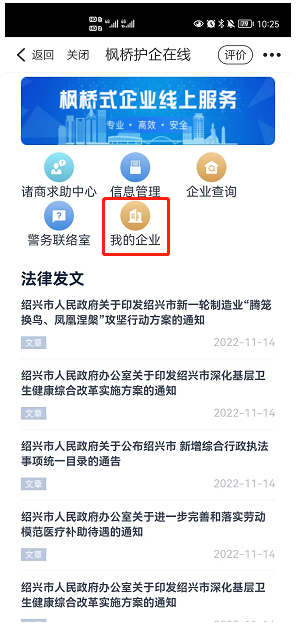 10:25
返回 关闭 枫桥护企在线 评价
枫桥式企业线上服务
专业·高效·安全
诸商求助中心 信息管理 企业查询
警务联络室 我的企业
法律发文
绍兴市人民政府关于印发绍兴市新一轮制造业“腾笼
换鸟、凤凰涅槃”攻坚行动方案的通知
文章 2022-11-14
绍兴市人民政府办公室关于印发绍兴市深化基层卫
生健康综合改革实施方案的通知
文章 2022-11-14
绍兴市人民政府关于公布绍兴市 新增综合行政执法
事项统一目录的通告
文章 2022-11-14
绍兴市人民政府办公室关于进一步完善和落实劳动
模范医疗补助待遇的通知
文章 2022-11-14
绍兴市人民政府办公室关于印发绍兴市深化基层卫
生健康综合改革实施方案的通知